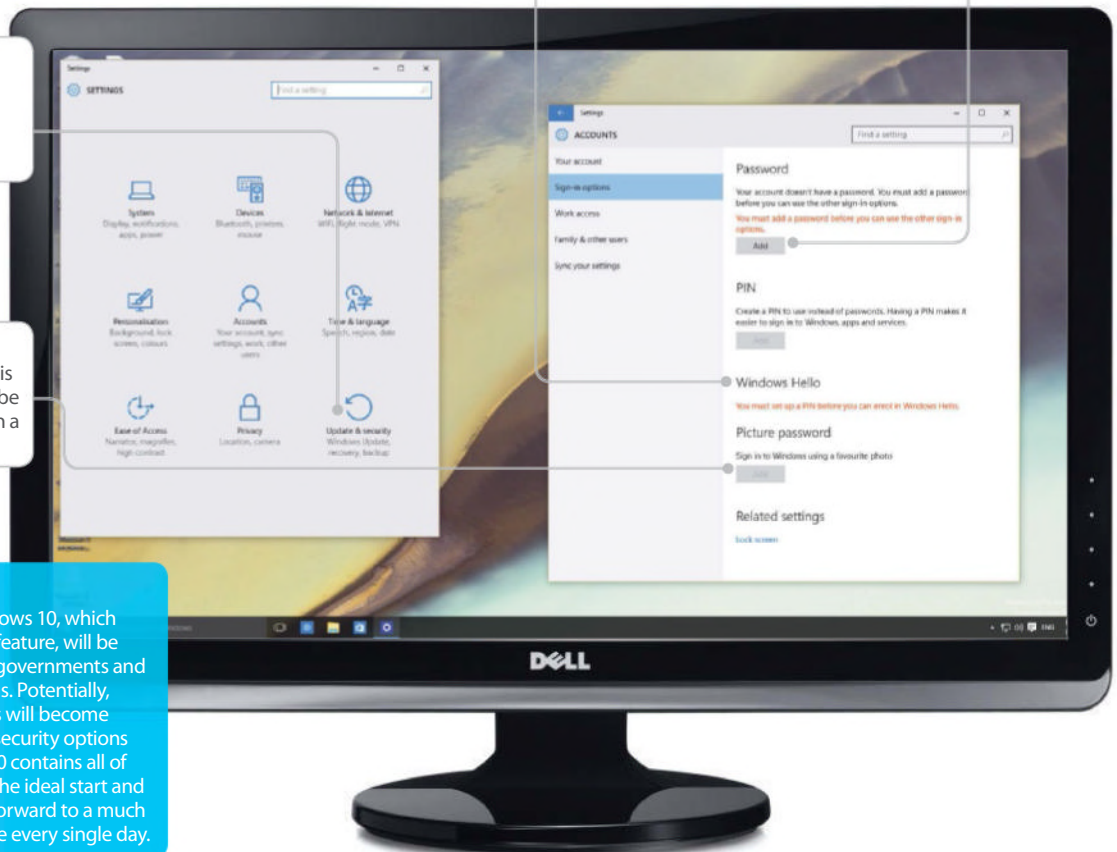 Settings
SETTINGS
Find a setting
System
Display, notifications,
apps, power
Devices
Bluetooth, printers,
mouse
Network & Internet
WiFi, flight mode, VPN
Personalisation
Background, lock
screen, colours
Accounts
Your account, sync
settings, work, other
users
Time & language
Speech, region, date
Ease of Access
Narrator, magnifier,
high contrast
Privacy
Location, camera
Update & security
Windows Update,
recovery, backup
Settings
ACCOUNTS
Find a setting
Your account
Sign-in options
Work access
Family & other users
Sync your settings
Password
Your account doesn't have a password. You must add a password
before you can use the other sign-in options.
You must add a password before you can use the other sign-in
options.
Add
PIN
Create a PIN to use instead of passwords. Having a PIN makes it
easier to sign in to Windows, apps and services.
Add
Windows Hello
You must set up a PIN before you can enrol in Windows Hello.
Picture password
Sign in to Windows using a favourite photo
Add
Related settings
Lock screen
is
be
n a
ows 10, which
feature, will be
governments and
s. Potentially,
s will become
security options
0 contains all of
he ideal start and
orward to a much
e every single day.
ENG
DELL